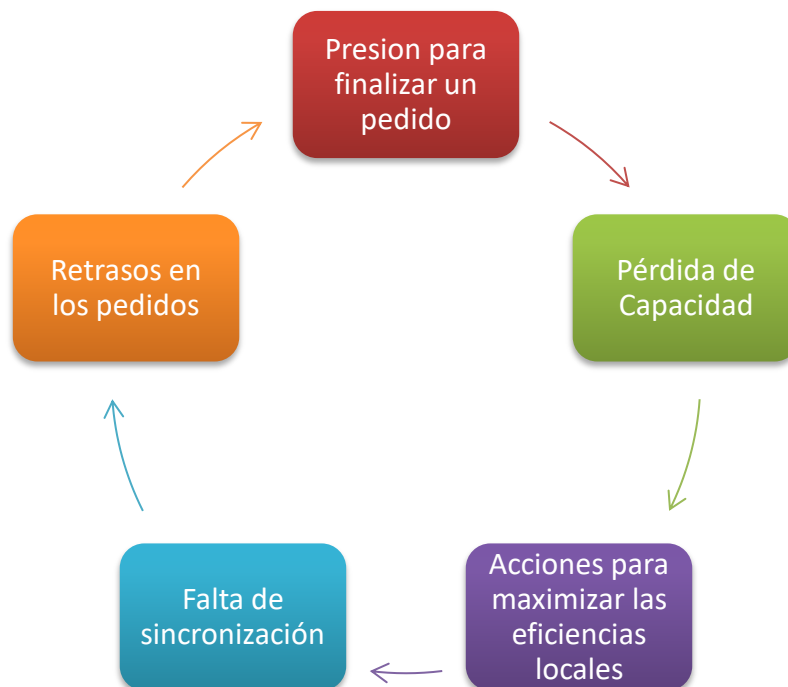 Presion para
finalizar un
pedido
Pérdida de
Capacidad
Acciones para
maximizar las
eficiencias
locales
Falta de
sincronización
Retrasos en
los pedidos